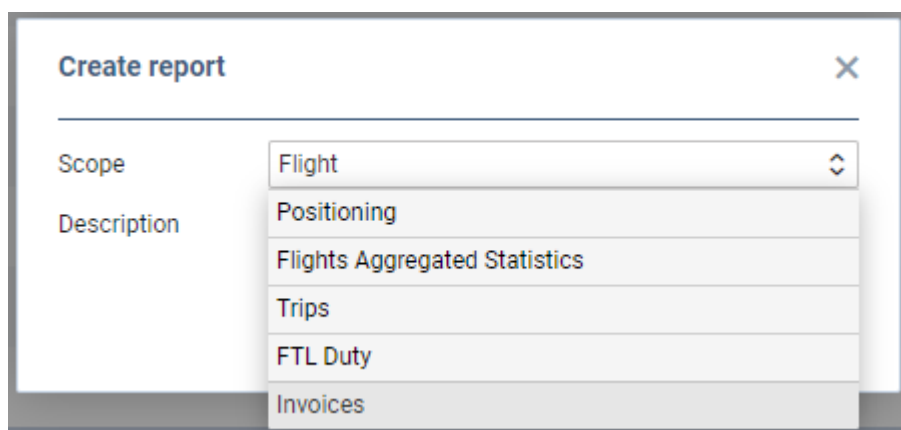 Create report
Scope
Flight
Description
Positioning
Flights Aggregated Statistics
Trips
FTL Duty
Invoices